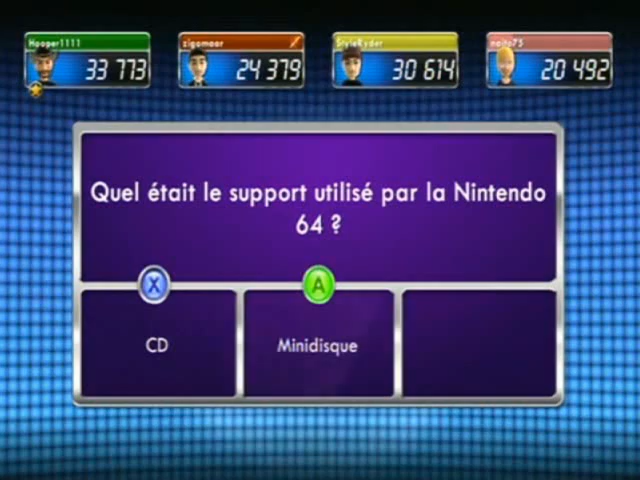 Hooper1111 zigomaar StyleRyder naifo75
33 773 24 379 30 614 20 492
Quel était le support utilisé par la Nintendo
64 ?
X A
CD Minidisque